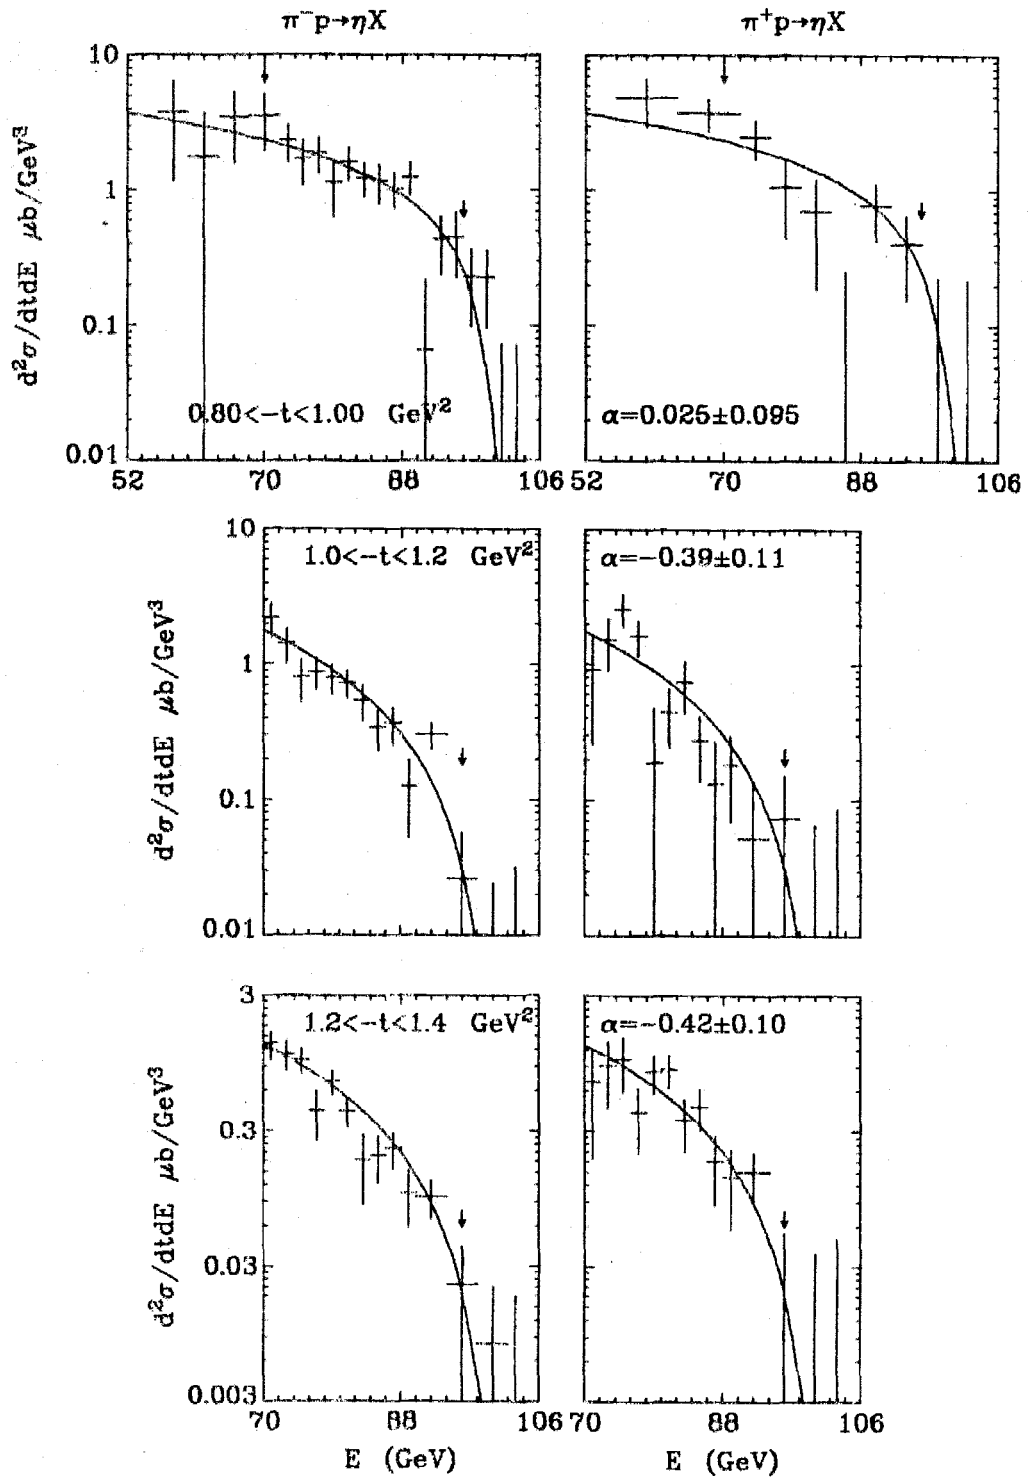 π⁻p→ηX π⁺p→ηX
10
1
0.1
0.01
d²σ/dtdE μb/GeV³
0.80<-t<1.00 GeV²
α=0.025±0.095
52 70 88 106 52 70 88 106
10
1
0.1
0.01
d²σ/dtdE μb/GeV³
1.0<-t<1.2 GeV²
α=-0.39±0.11
3
0.3
0.03
0.003
d²σ/dtdE μb/GeV³
1.2<-t<1.4 GeV²
α=-0.42±0.10
70 88 106 70 88 106
E (GeV) E (GeV)